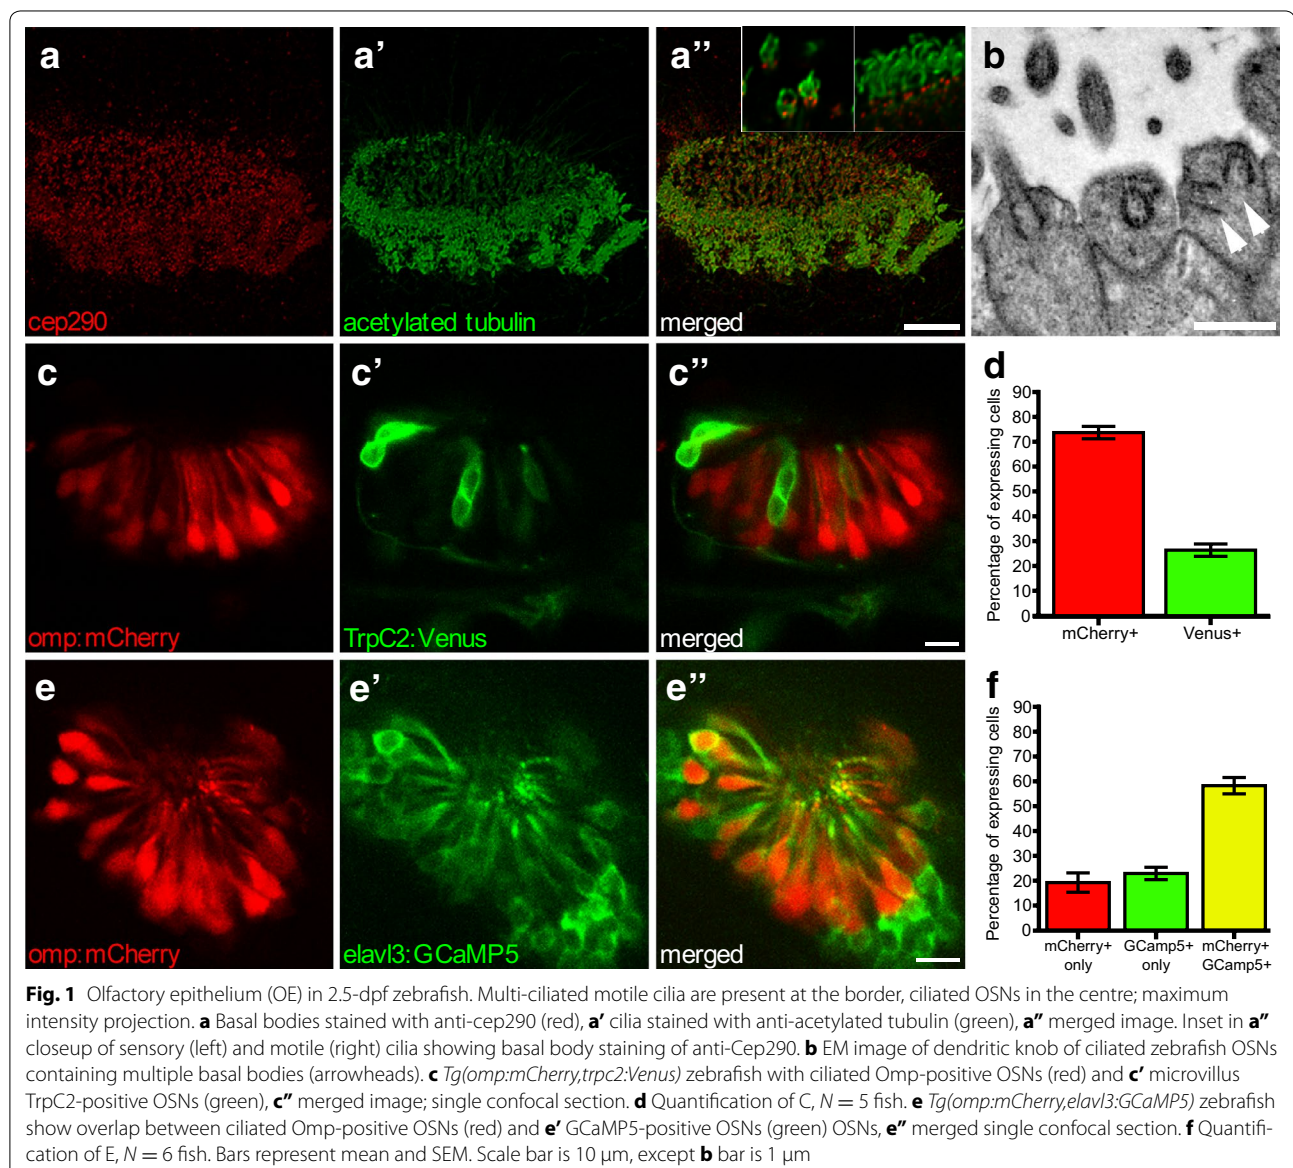 a
a’
a’’
b
cep290
acetylated tubulin
merged
c
c’
c’’
d
omp:mCherry
TrpC2:Venus
merged
Percentage of expressing cells
90
80
70
60
50
40
30
20
10
0
mCherry+
Venus+
e
e’
e’’
f
omp:mCherry
elavl3:GCaMP5
merged
Percentage of expressing cells
90
80
70
60
50
40
30
20
10
0
mCherry+ only
GCamp5+ only
mCherry+ GCamp5+
Fig. 1 Olfactory epithelium (OE) in 2.5-dpf zebrafish. Multi-ciliated motile cilia are present at the border, ciliated OSNs in the centre; maximum
intensity projection. a Basal bodies stained with anti-cep290 (red), a′ cilia stained with anti-acetylated tubulin (green), a″ merged image. Inset in a″
closeup of sensory (left) and motile (right) cilia showing basal body staining of anti-Cep290. b EM image of dendritic knob of ciliated zebrafish OSNs
containing multiple basal bodies (arrowheads). c Tg(omp:mCherry,trpc2:Venus) zebrafish with ciliated Omp-positive OSNs (red) and c′ microvillus
TrpC2-positive OSNs (green), c″ merged image; single confocal section. d Quantification of C, N = 5 fish. e Tg(omp:mCherry,elavl3:GCaMP5) zebrafish
show overlap between ciliated Omp-positive OSNs (red) and e′ GCaMP5-positive OSNs (green) OSNs, e″ merged single confocal section. f Quantifi-
cation of E, N = 6 fish. Bars represent mean and SEM. Scale bar is 10 μm, except b bar is 1 μm